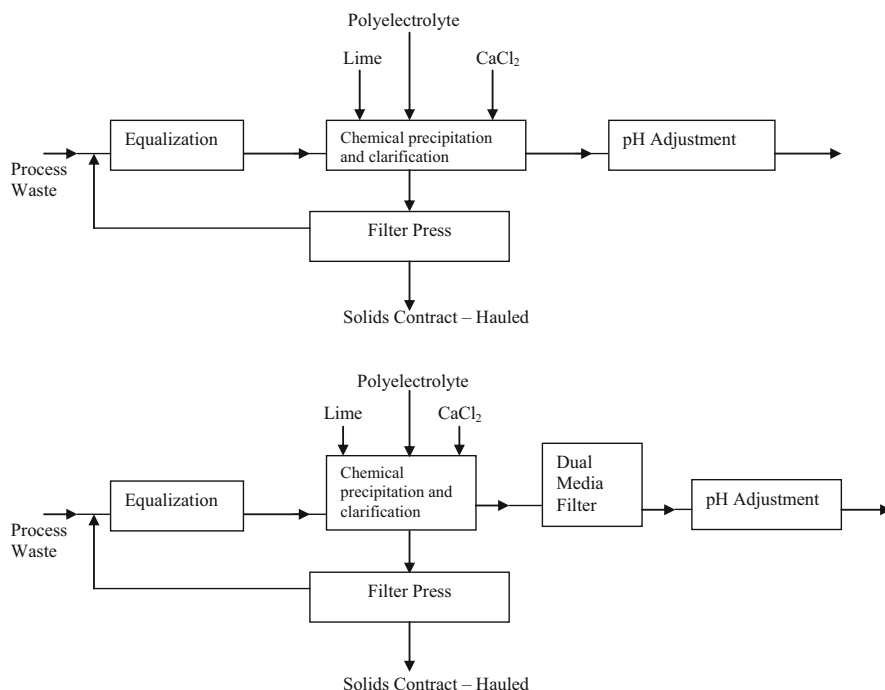 Polyelectrolyte
Lime
CaCl₂
Equalization
Chemical precipitation
and clarification
pH Adjustment
Process
Waste
Filter Press
Solids Contract – Hauled
Polyelectrolyte
Lime
CaCl₂
Equalization
Chemical
precipitation and
clarification
Dual
Media
Filter
pH Adjustment
Process
Waste
Filter Press
Solids Contract – Hauled